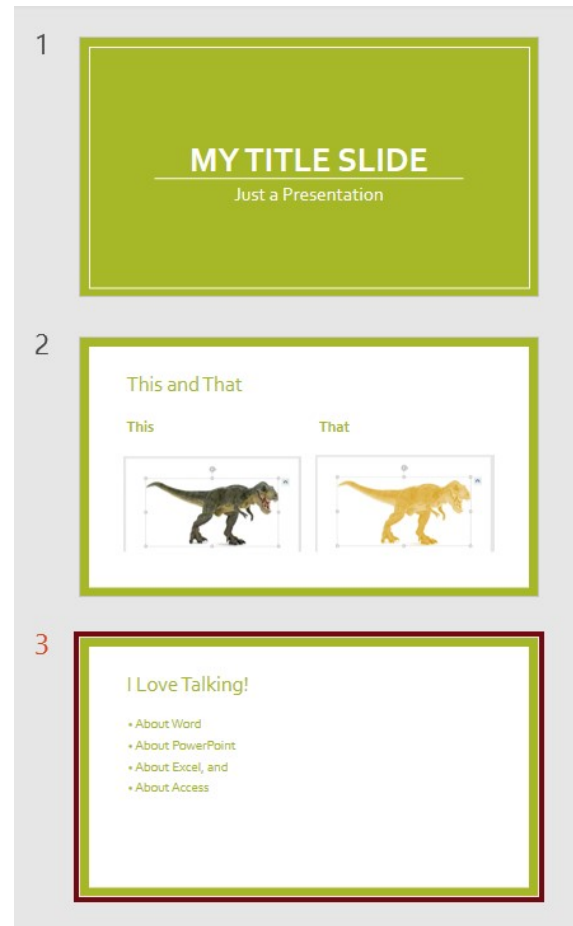 1
MY TITLE SLIDE
Just a Presentation
2
This and That
This That
3
I Love Talking!
• About Word
• About PowerPoint
• About Excel, and
• About Access